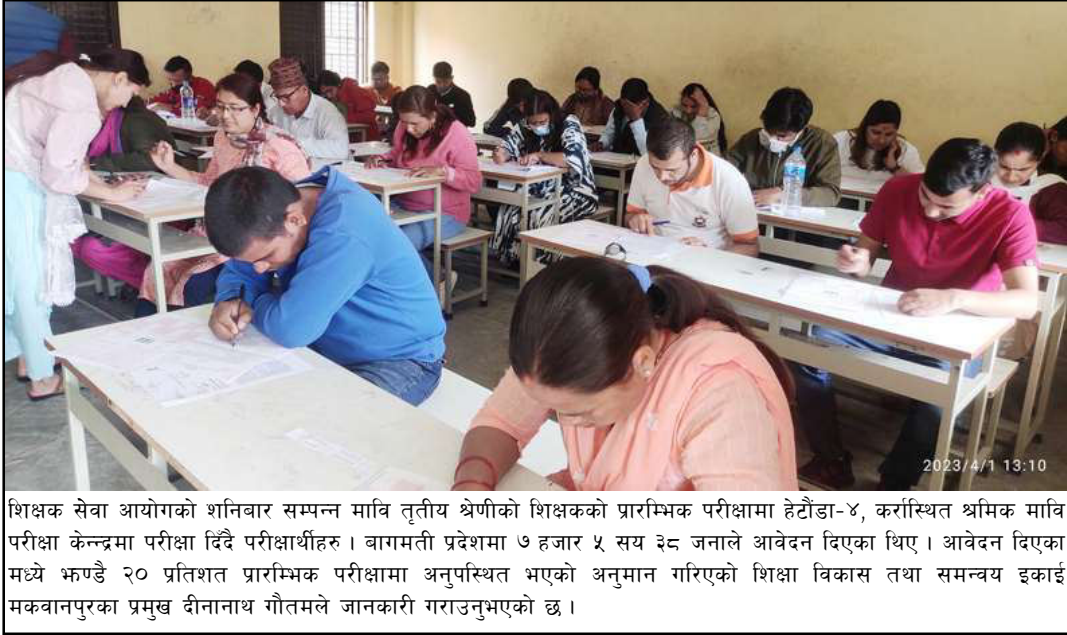 2023/4/1 13:10
शिक्षक सेवा आयोगको शनिबार सम्पन्न मावि तृतीय श्रेणीको शिक्षकको प्रारम्भिक परीक्षामा हेटौंडा-४, कर्रास्थित श्रमिक मावि
परीक्षा केन्न्द्रमा परीक्षा दिँदै परीक्षार्थीहरु । बागमती प्रदेशमा ७ हजार ५ सय ३८ जनाले आवेदन दिएका थिए । आवेदन दिएका
मध्ये झण्डै २० प्रतिशत प्रारम्भिक परीक्षामा अनुपस्थित भएको अनुमान गरिएको शिक्षा विकास तथा समन्वय इकाई
मकवानपुरका प्रमुख दीनानाथ गौतमले जानकारी गराउनुभएको छ ।